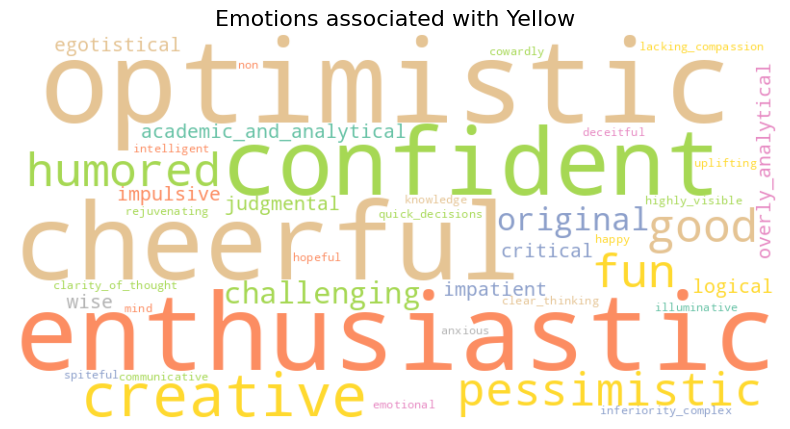 Emotions associated with Yellow
egotistical
cowardly
lacking_compassion
optimistic
non
academic_and_analytical
deceitful
intelligent
confident
humored
uplifting
overly_analytical
impulsive
judgmental
knowledge
highly_visible
rejuvenating
quick_decisions
cheerful
original
good
happy
critical
hopeful
fun
clarity_of_thought
challenging
impatient
logical
wise
mind
clear_thinking
illuminative
enthusiastic
anxious
spiteful
communicative
creative
pessimistic
emotional
inferiority_complex